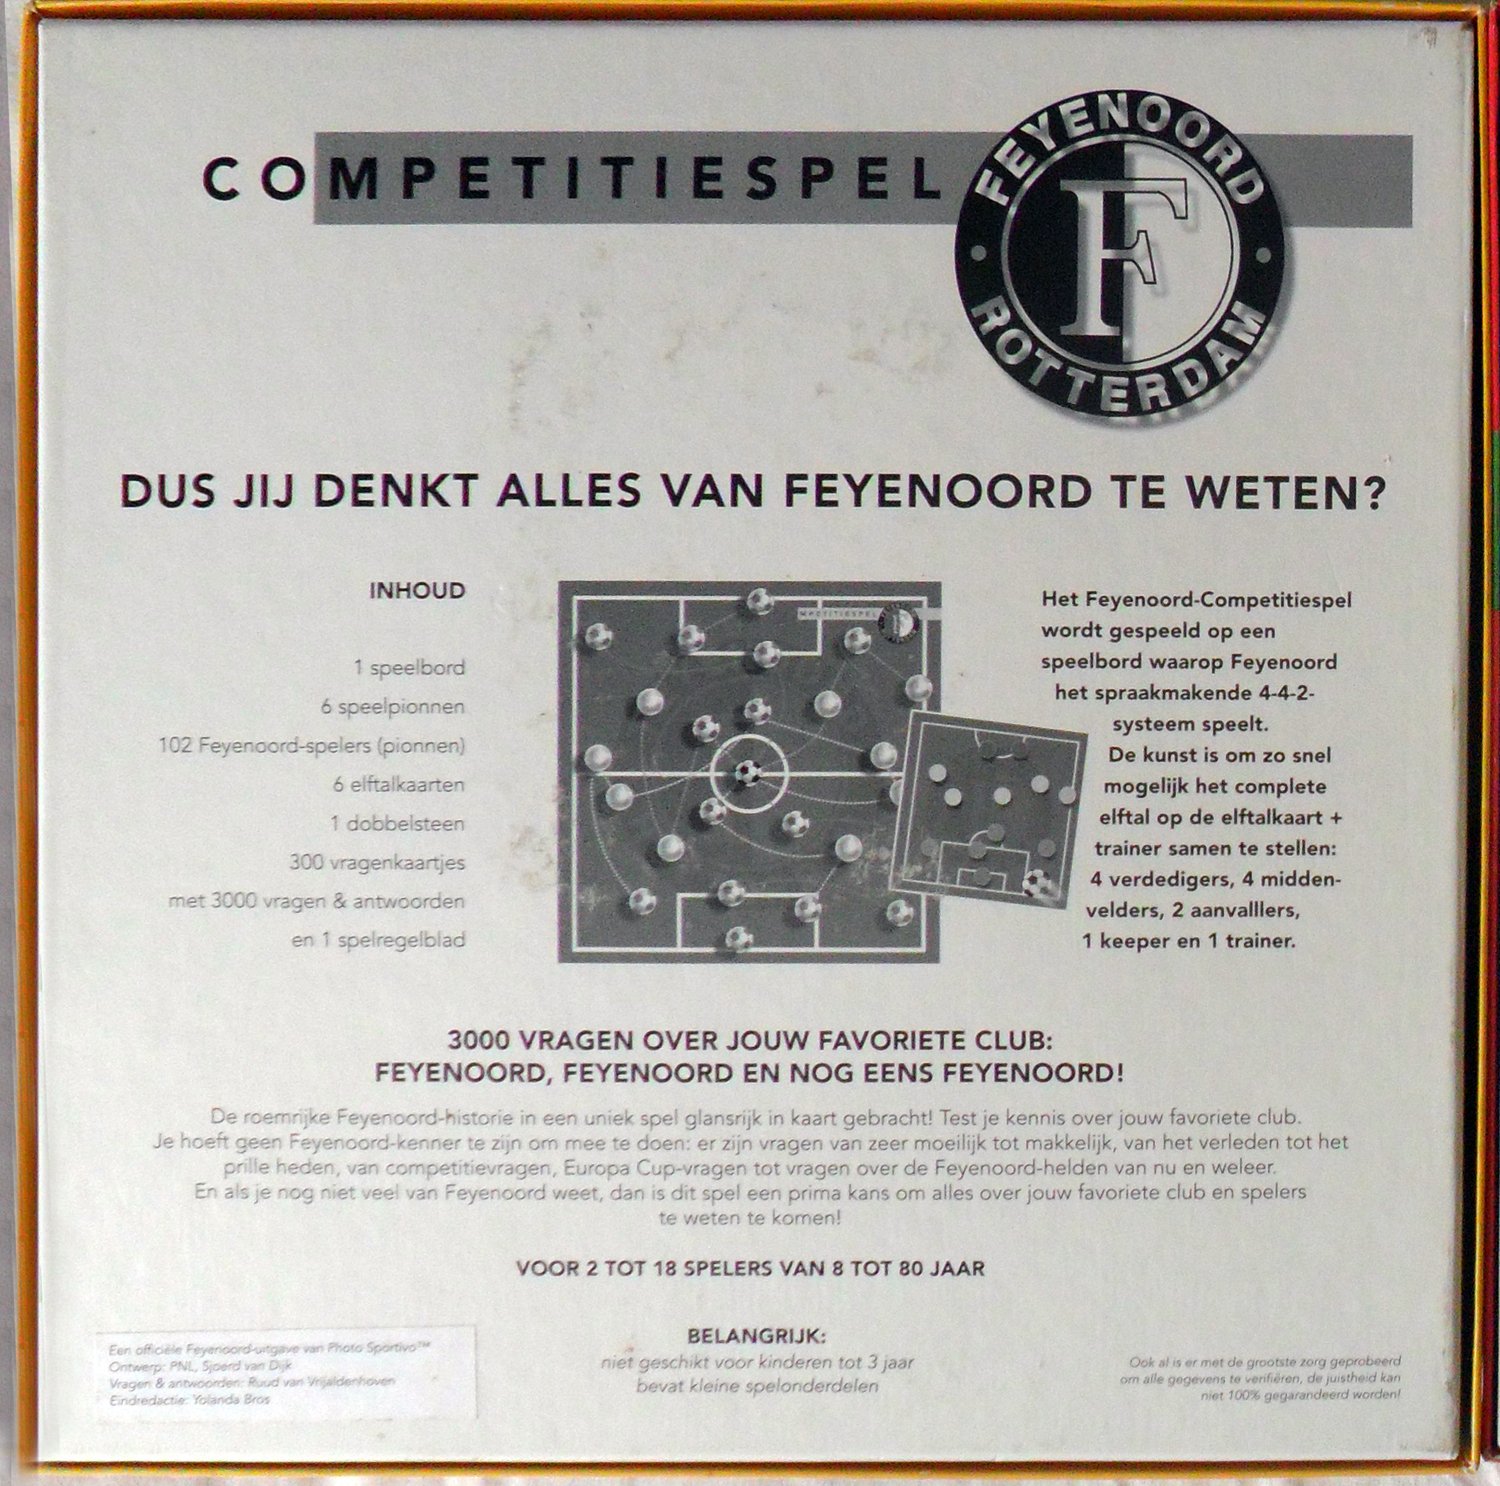 COMPETITIESPEL
FEYENOORD
F
ROTTERDAM
DUS JIJ DENKT ALLES VAN FEYENOORD TE WETEN?
INHOUD
1 speelbord
6 speelpionnen
102 Feyenoord-spelers (pionnen)
6 elftalkaarten
1 dobbelsteen
300 vragenkaartjes
met 3000 vragen & antwoorden
en 1 spelregelblad
MPETITIESPEL
Het Feyenoord-Competitiespel
wordt gespeeld op een
speelbord waarop Feyenoord
het spraakmakende 4-4-2-
systeem speelt.
De kunst is om zo snel
mogelijk het complete
elftal op de elftalkaart +
trainer samen te stellen:
4 verdedigers, 4 midden-
velders, 2 aanvalllers,
1 keeper en 1 trainer.
3000 VRAGEN OVER JOUW FAVORIETE CLUB:
FEYENOORD, FEYENOORD EN NOG EENS FEYENOORD!
De roemrijke Feyenoord-historie in een uniek spel glansrijk in kaart gebracht! Test je kennis over jouw favoriete club.
Je hoeft geen Feyenoord-kenner te zijn om mee te doen: er zijn vragen van zeer moeilijk tot makkelijk, van het verleden tot het
prille heden, van competitievragen, Europa Cup-vragen tot vragen over de Feyenoord-helden van nu en weleer.
En als je nog niet veel van Feyenoord weet, dan is dit spel een prima kans om alles over jouw favoriete club en spelers
te weten te komen!
VOOR 2 TOT 18 SPELERS VAN 8 TOT 80 JAAR
BELANGRIJK:
niet geschikt voor kinderen tot 3 jaar
bevat kleine spelonderdelen
Een officiële Feyenoord-uitgave van Photo Sportivo™
Ontwerp: PNL, Sjoerd van Dijk
Vragen & antwoorden: Ruud van Vrijaldenhoven
Eindredactie: Yolanda Bros
Ook al is er met de grootste zorg geprobeerd
om alle gegevens te verifiëren, de juistheid kan
niet 100% gegarandeerd worden!